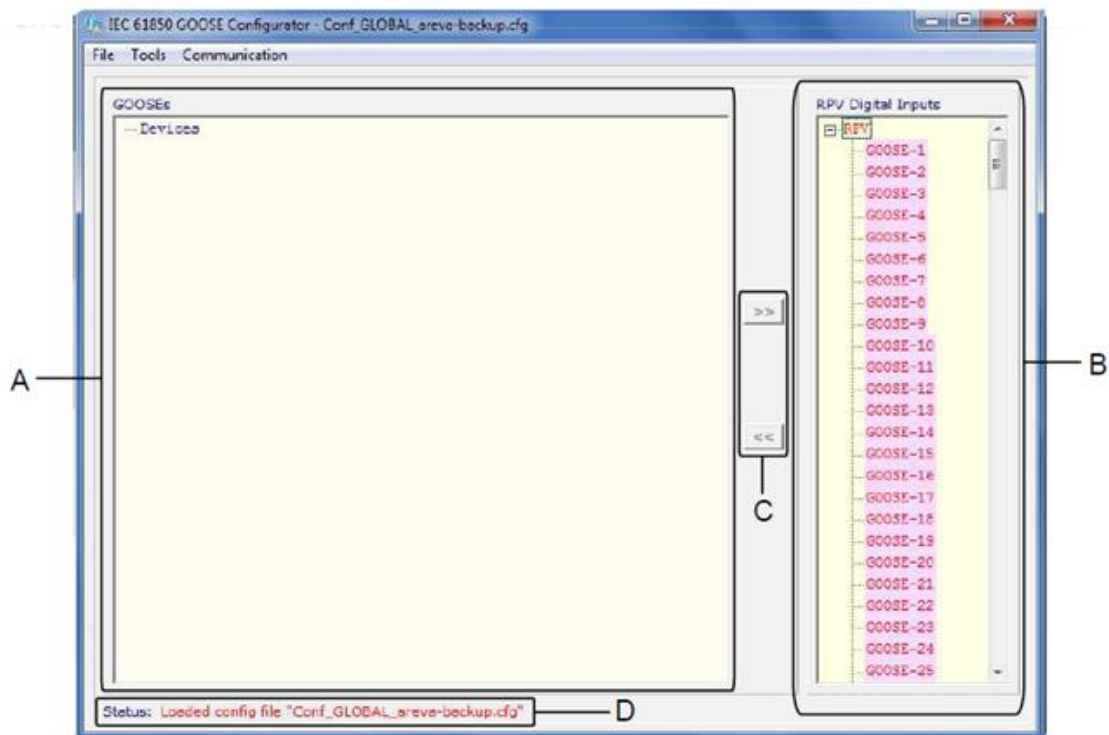 IEC 61850 GOOSE Configurator - Conf_GLOBAL_areva-backup.cfg
File Tools Communication
GOOSEs
Devices
A
>>
<<
C
RPV Digital Inputs
RPV
GOOSE-1
GOOSE-2
GOOSE-3
GOOSE-4
GOOSE-5
GOOSE-6
GOOSE-7
GOOSE-8
GOOSE-9
GOOSE-10
GOOSE-11
GOOSE-12
GOOSE-13
GOOSE-14
GOOSE-15
GOOSE-16
GOOSE-17
GOOSE-18
GOOSE-19
GOOSE-20
GOOSE-21
GOOSE-22
GOOSE-23
GOOSE-24
GOOSE-25
B
Status: Loaded config file "Conf_GLOBAL_areva-backup.cfg"
D